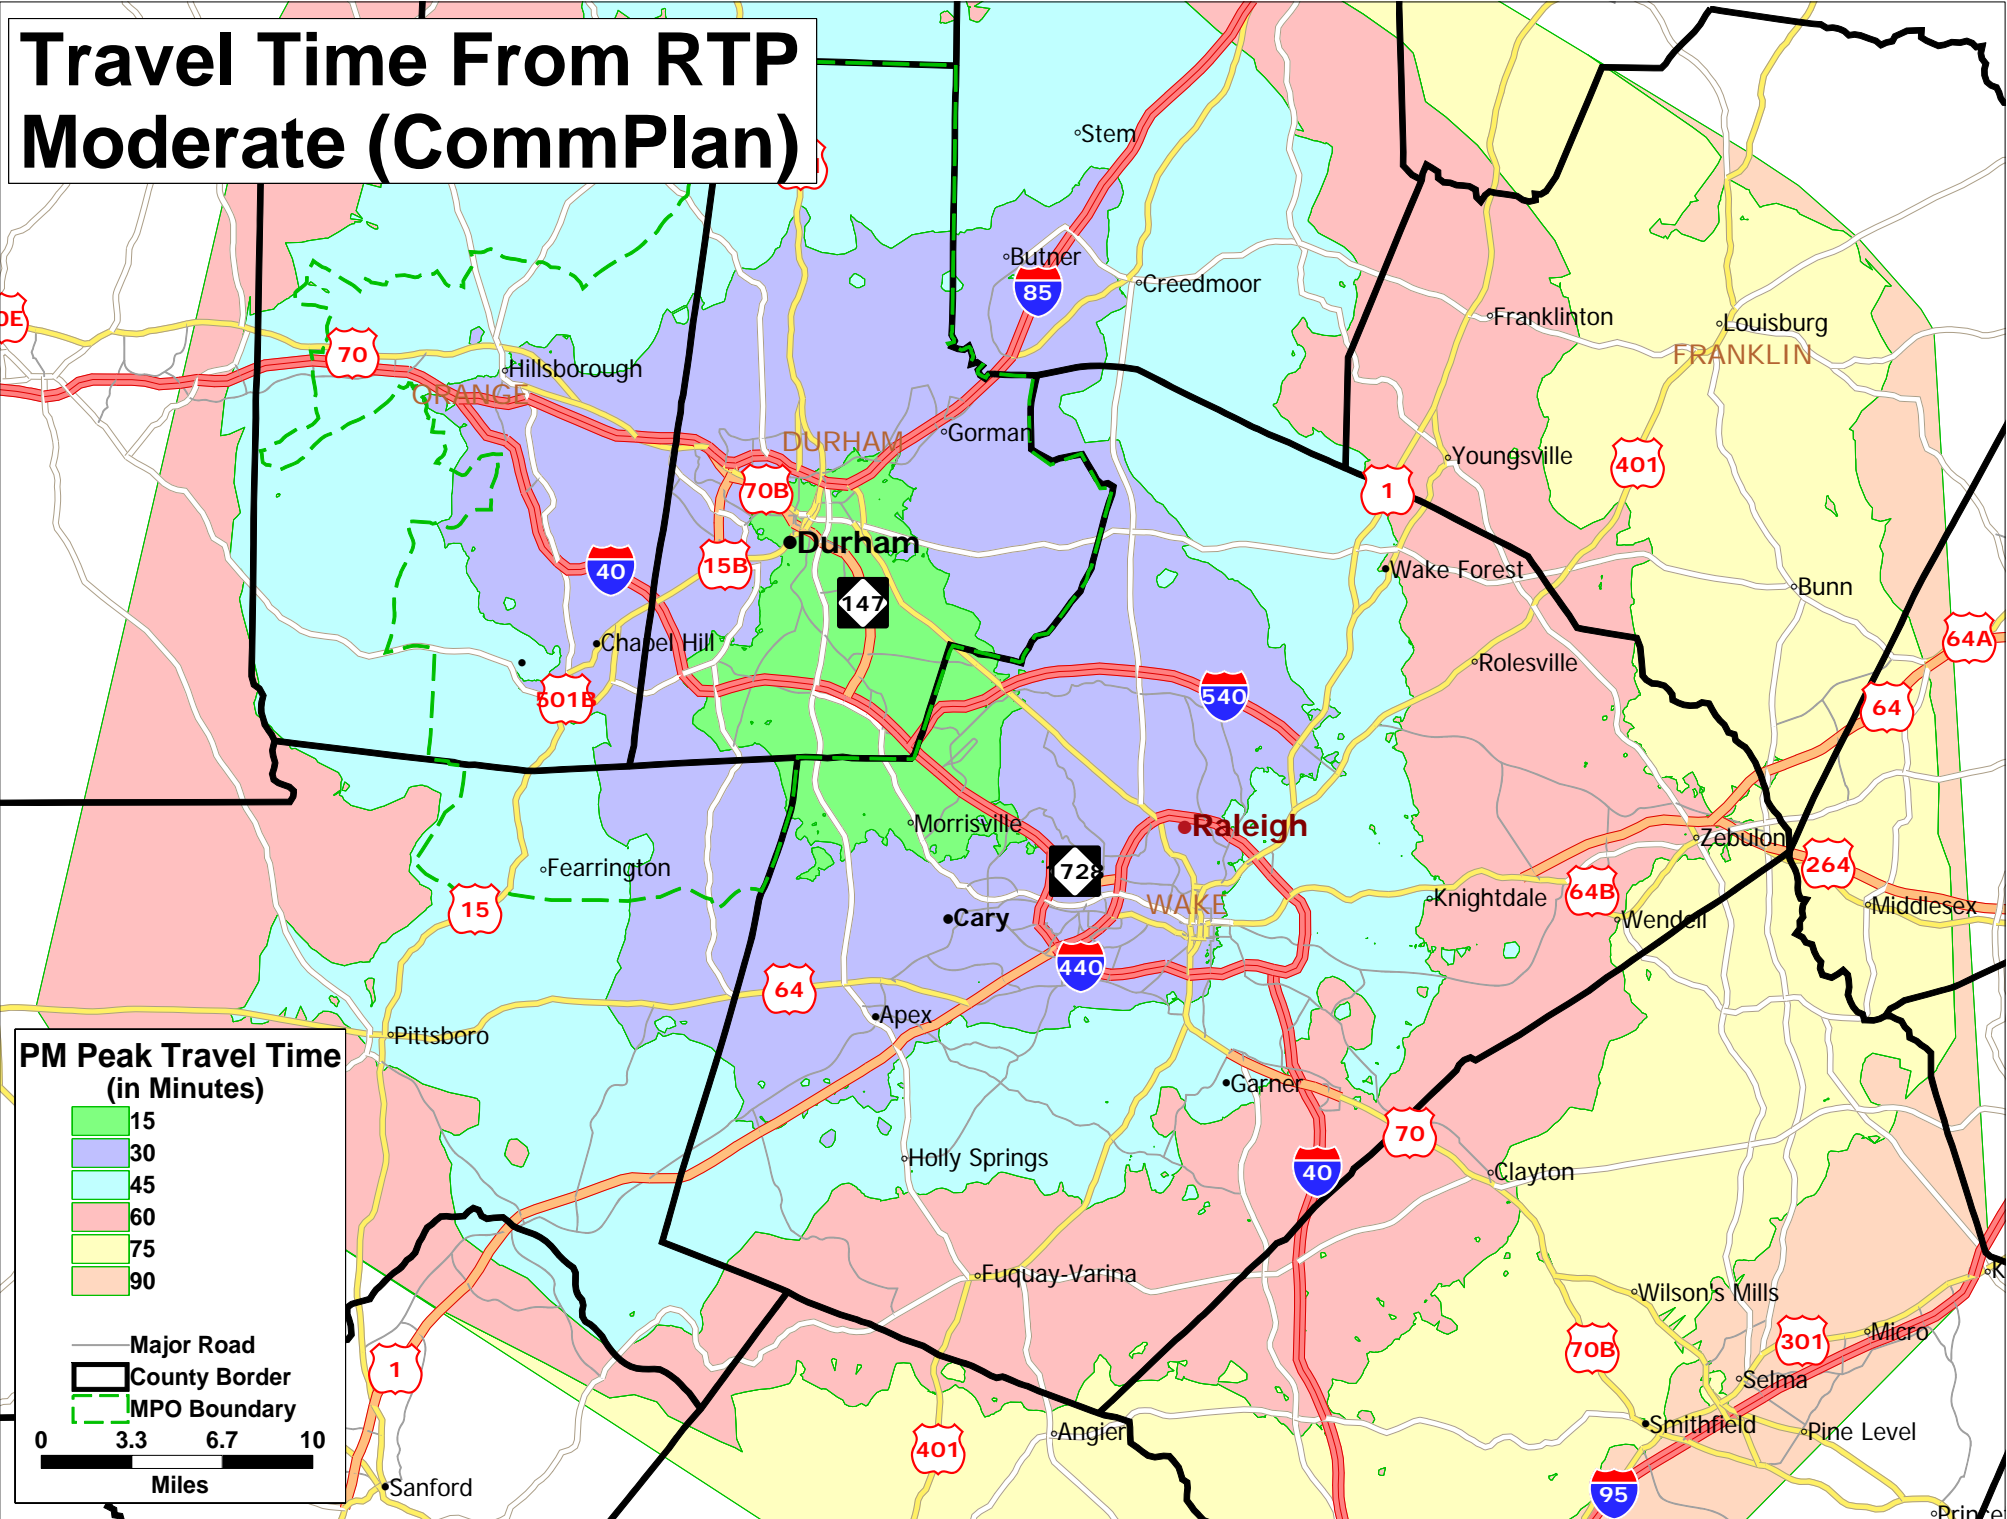 Travel Time From RTP
Moderate (CommPlan)
Stem
Butner
85
Creedmoor
Franklinton
Louisburg
FRANKLIN
70
Hillsborough
ORANGE
DURHAM
Gorman
Youngsville
401
1
70B
Durham
15B
40
147
Wake Forest
Bunn
Chapel Hill
Rolesville
64A
501B
540
64
Morrisville
Raleigh
Zebulon
Fearrington
1728
264
15
Cary
WAKE
Knightdale
64B
Wendell
Middlesex
440
64
Apex
Pittsboro
Garner
70
Holly Springs
40
Clayton
Fuquay-Varina
Wilson's Mills
70B
301
Micro
1
Selma
401
Angier
Smithfield
Pine Level
Sanford
95
PM Peak Travel Time
(in Minutes)
15
30
45
60
75
90
Major Road
County Border
MPO Boundary
0 3.3 6.7 10
Miles